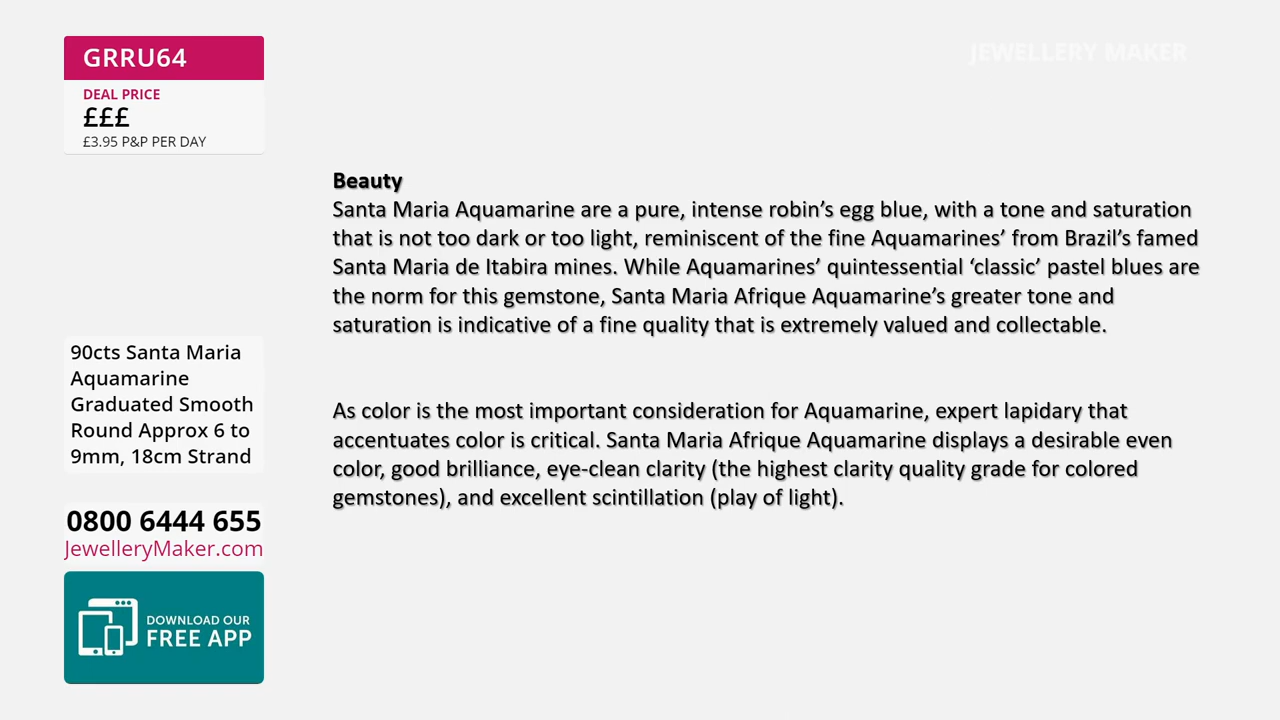 GRRU64
DEAL PRICE
£££
£3.95 P&P PER DAY
JEWELLERY MAKER
Beauty
Santa Maria Aquamarine are a pure, intense robin’s egg blue, with a tone and saturation
that is not too dark or too light, reminiscent of the fine Aquamarines’ from Brazil’s famed
Santa Maria de Itabira mines. While Aquamarines’ quintessential ‘classic’ pastel blues are
the norm for this gemstone, Santa Maria Afrique Aquamarine’s greater tone and
saturation is indicative of a fine quality that is extremely valued and collectable.
As color is the most important consideration for Aquamarine, expert lapidary that
accentuates color is critical. Santa Maria Afrique Aquamarine displays a desirable even
color, good brilliance, eye-clean clarity (the highest clarity quality grade for colored
gemstones), and excellent scintillation (play of light).
90cts Santa Maria
Aquamarine
Graduated Smooth
Round Approx 6 to
9mm, 18cm Strand
0800 6444 655
JewelleryMaker.com
DOWNLOAD OUR
FREE APP